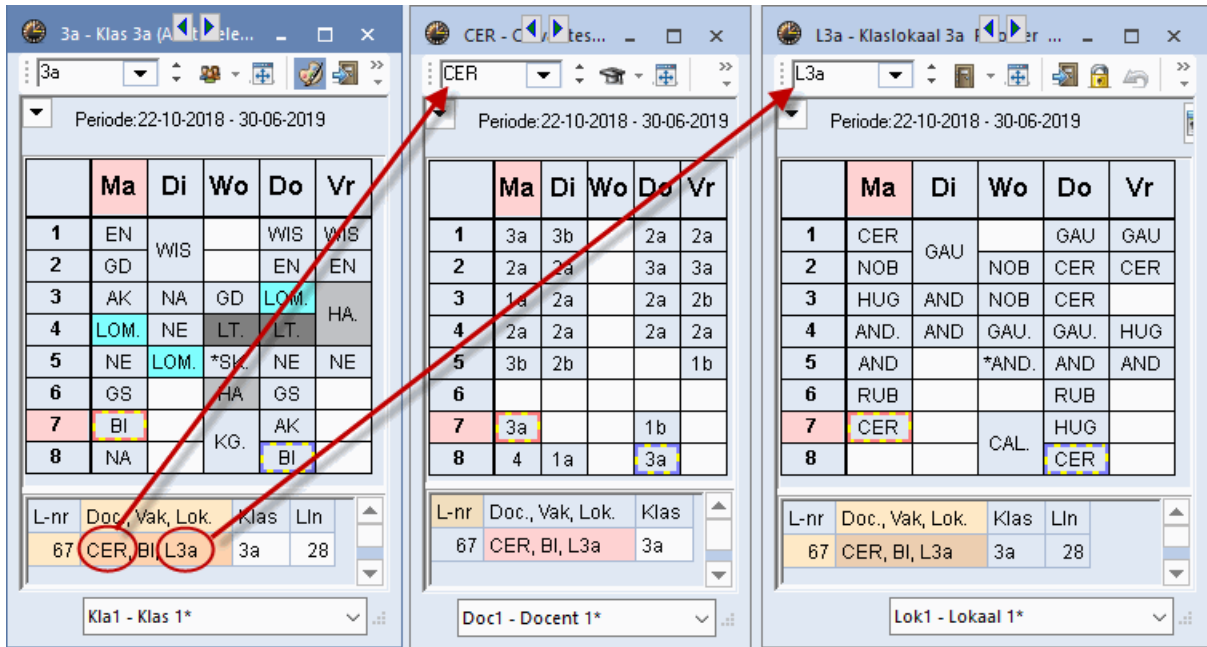 3a - Klas 3a (A
ele...
3a
Periode:22-10-2018 - 30-06-2019
Ma Di Wo Do Vr
1 EN WIS WIS WIS
2 GD EN EN
3 AK NA GD LOM. HA.
4 LOM. NE LT. LT.
5 NE LOM. *SK. NE NE
6 GS HA GS
7 BI KG. AK
8 NA BI
L-nr Doc., Vak, Lok. Klas Lln
67 CER, BI, L3a 3a 28
Kla1 - Klas 1*
CER - C
tes...
CER
Periode:22-10-2018 - 30-06-2019
Ma Di Wo Do Vr
1 3a 3b 2a 2a
2 2a 2a 3a 3a
3 1a 2a 2a 2b
4 2a 2a 2a 2a
5 3b 2b 1b
6
7 3a 1b
8 4 1a 3a
L-nr Doc., Vak, Lok. Klas
67 CER, BI, L3a 3a
Doc1 - Docent 1*
L3a - Klaslokaal 3a
er ...
L3a
Periode:22-10-2018 - 30-06-2019
Ma Di Wo Do Vr
1 CER GAU GAU GAU
2 NOB NOB CER CER
3 HUG AND NOB CER
4 AND. AND GAU. GAU. HUG
5 AND *AND. AND AND
6 RUB RUB
7 CER CAL. HUG
8 CER
L-nr Doc., Vak, Lok. Klas Lln
67 CER, BI, L3a 3a 28
Lok1 - Lokaal 1*